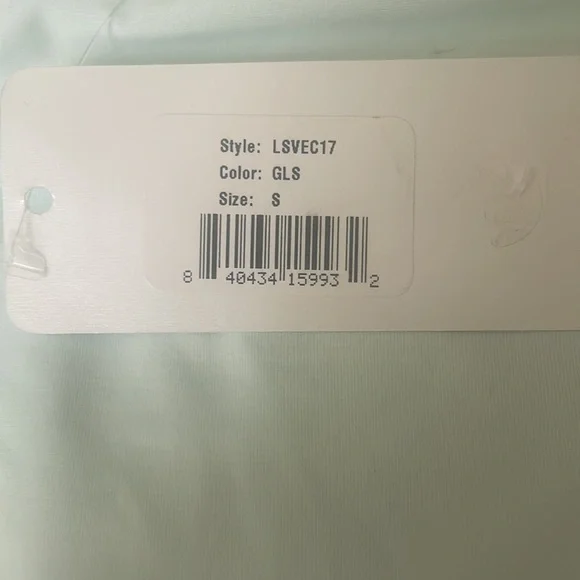 Style: LSVEC17
Color: GLS
Size: S
8 40434 15993 2